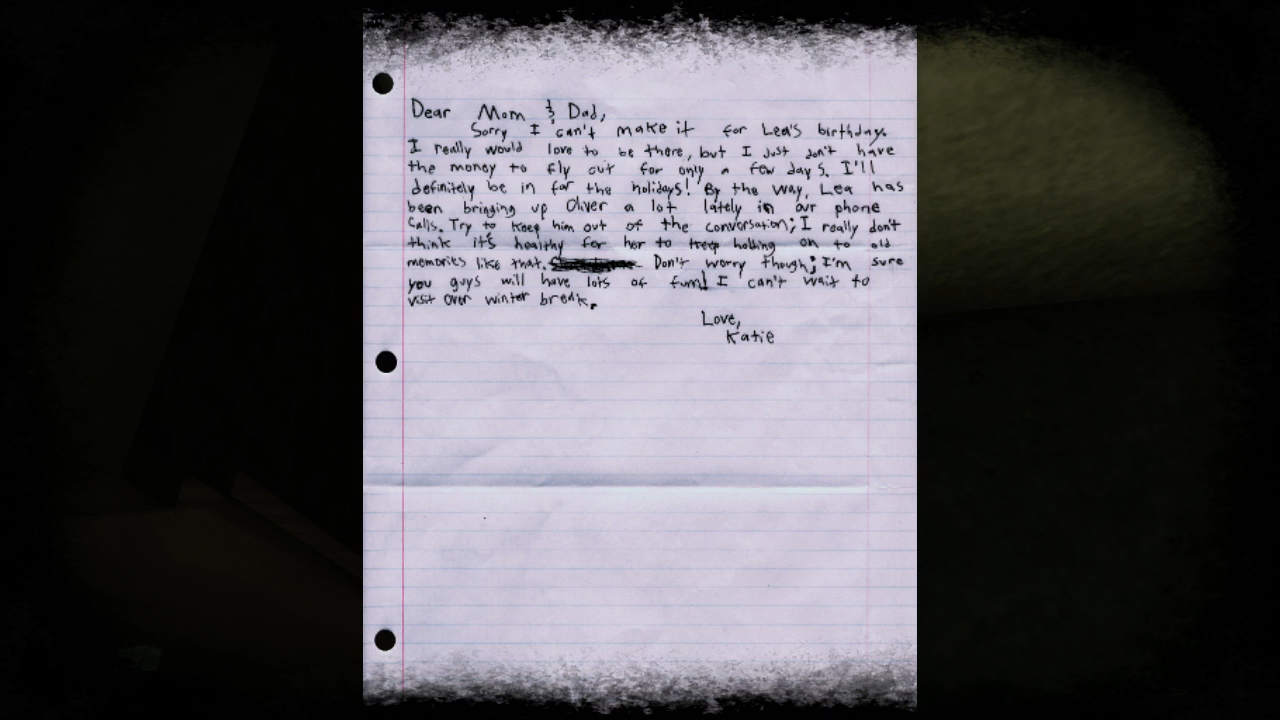 Dear Mom & Dad,
Sorry I can't make it for Lea's birthday.
I really would love to be there, but I just don't have
the money to fly out for only a few days. I'll
definitely be in for the holidays! By the way, Lea has
been bringing up Oliver a lot lately in our phone
calls. Try to keep him out of the conversation; I really don't
think it's healthy for her to keep holding on to old
memories like that. Don't worry though; I'm sure
you guys will have lots of fun! I can't wait to
visit over winter break.
Love,
Katie